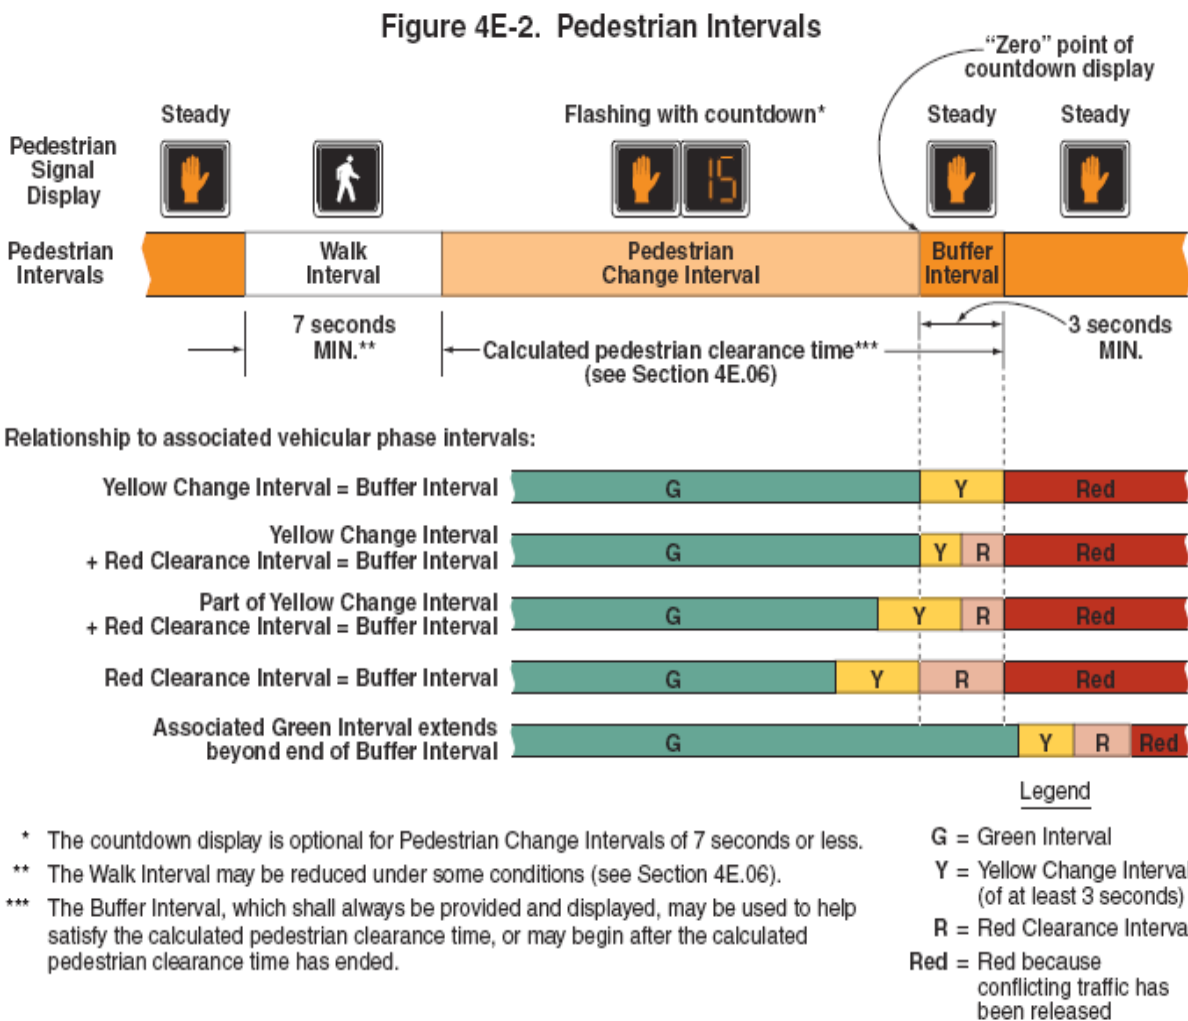 Figure 4E-2. Pedestrian Intervals
“Zero” point of
countdown display
Steady
Flashing with countdown*
Steady
Steady
Pedestrian
Signal
Display
15
Pedestrian
Intervals
Walk
Interval
Pedestrian
Change Interval
Buffer
Interval
7 seconds
MIN.**
Calculated pedestrian clearance time***
(see Section 4E.06)
3 seconds
MIN.
Relationship to associated vehicular phase intervals:
Yellow Change Interval = Buffer Interval
G Y Red
Yellow Change Interval
+ Red Clearance Interval = Buffer Interval
G Y R Red
Part of Yellow Change Interval
+ Red Clearance Interval = Buffer Interval
G Y R Red
Red Clearance Interval = Buffer Interval
G Y R Red
Associated Green Interval extends
beyond end of Buffer Interval
G Y R Red
* The countdown display is optional for Pedestrian Change Intervals of 7 seconds or less.
** The Walk Interval may be reduced under some conditions (see Section 4E.06).
*** The Buffer Interval, which shall always be provided and displayed, may be used to help
satisfy the calculated pedestrian clearance time, or may begin after the calculated
pedestrian clearance time has ended.
Legend
G = Green Interval
Y = Yellow Change Interval
(of at least 3 seconds)
R = Red Clearance Interval
Red = Red because
conflicting traffic has
been released